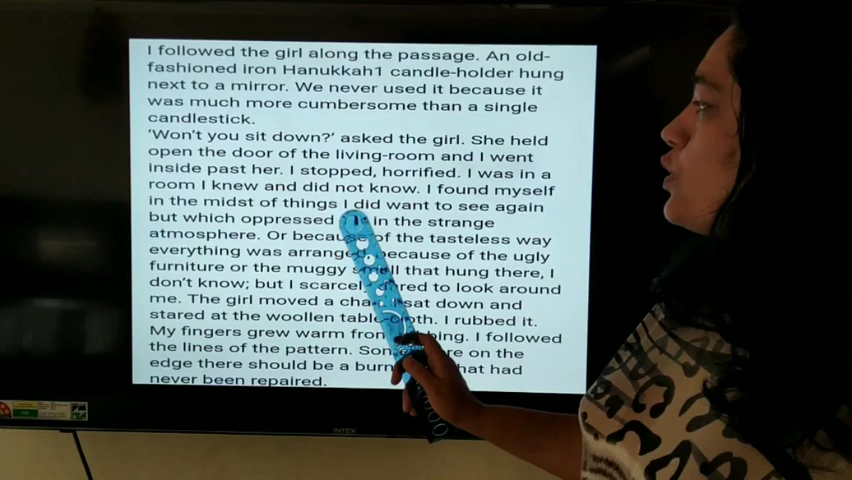 I followed the girl along the passage. An old-
fashioned iron Hanukkah1 candle-holder hung
next to a mirror. We never used it because it
was much more cumbersome than a single
candlestick.
‘Won’t you sit down?’ asked the girl. She held
open the door of the living-room and I went
inside past her. I stopped, horrified. I was in a
room I knew and did not know. I found myself
in the midst of things I did want to see again
but which oppressed in the strange
atmosphere. Or because of the tasteless way
everything was arranged because of the ugly
furniture or the muggy smell that hung there, I
don’t know; but I scarcely dared to look around
me. The girl moved a chair. I sat down and
stared at the woollen table-cloth. I rubbed it.
My fingers grew warm from rubbing. I followed
the lines of the pattern. on the
edge there should be a burn that had
never been repaired.
INTEX